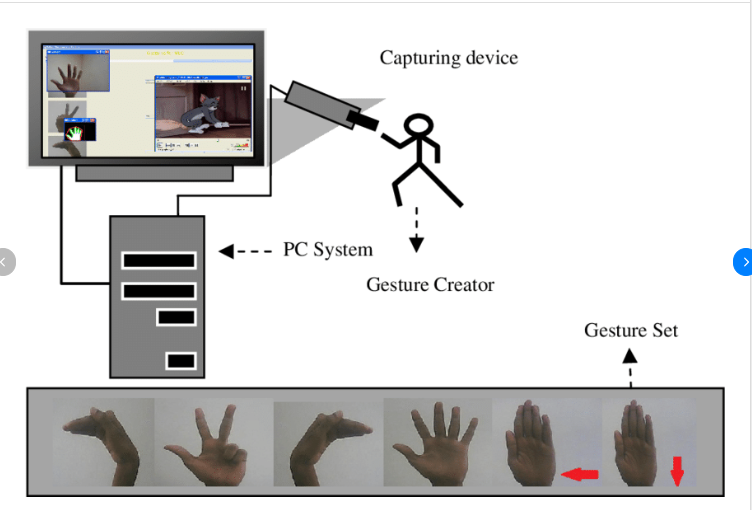 Capturing device
PC System
Gesture Creator
Gesture Set